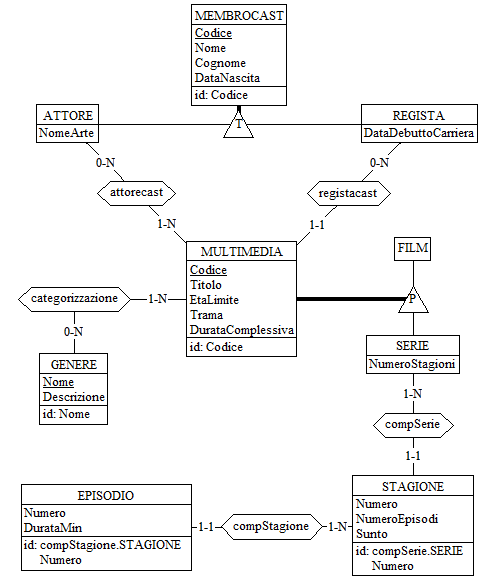 MEMBROCAST
Codice
Nome
Cognome
DataNascita
id: Codice
T
ATTORE
NomeArte
REGISTA
DataDebuttoCarriera
0-N
0-N
attorecast
registacast
1-N
1-1
MULTIMEDIA
Codice
Titolo
EtaLimite
Trama
DurataComplessiva
id: Codice
FILM
P
categorizzazione
1-N
0-N
GENERE
Nome
Descrizione
id: Nome
SERIE
NumeroStagioni
1-N
compSerie
1-1
STAGIONE
Numero
NumeroEpisodi
Sunto
id: compSerie.SERIE
Numero
EPISODIO
Numero
DurataMin
id: compStagione.STAGIONE
Numero
1-1
compStagione
1-N